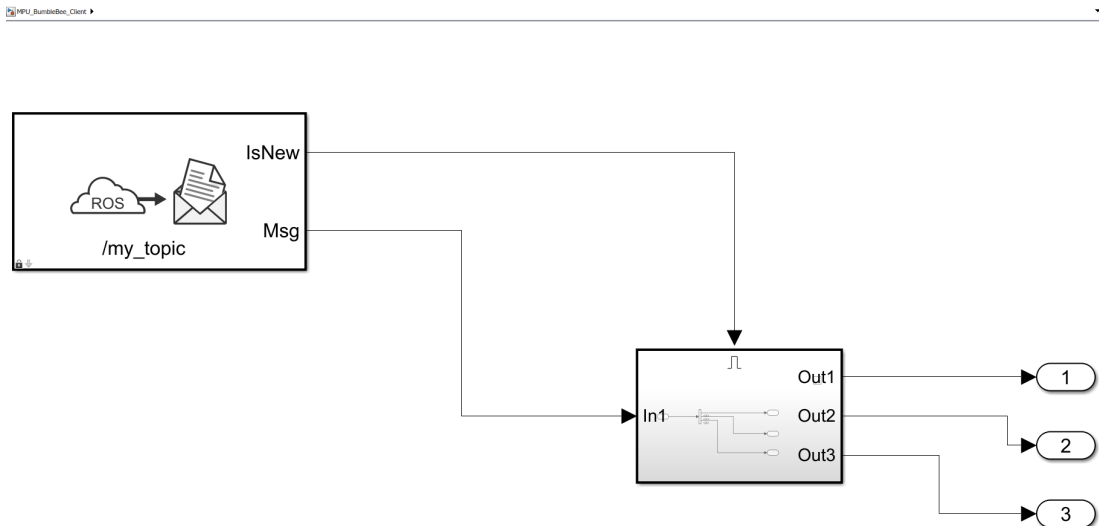 MPU_BumbleBee_Client
IsNew
ROS
Msg
/my_topic
Out1
1
In1
Out2
2
Out3
3